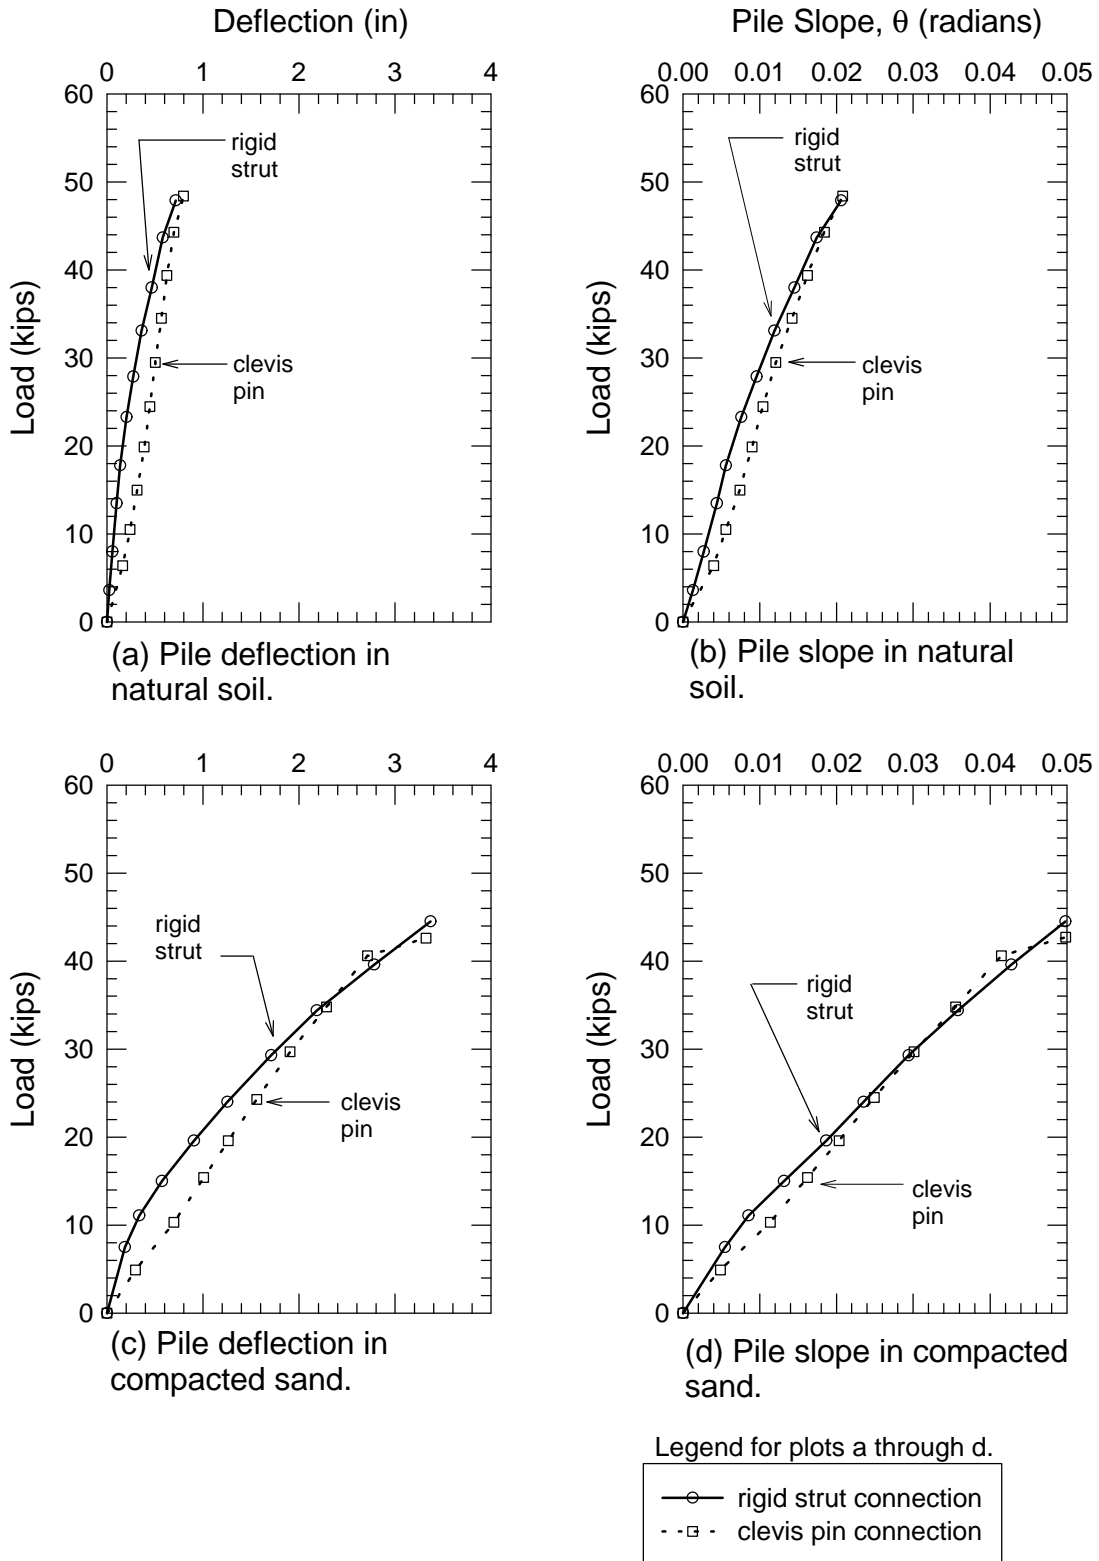 Deflection (in)
0 1 2 3 4
60
50
40
30
20
10
0
Load (kips)
rigid
strut
clevis
pin
(a) Pile deflection in
natural soil.
Pile Slope, θ (radians)
0.00 0.01 0.02 0.03 0.04 0.05
60
50
40
30
20
10
0
Load (kips)
rigid
strut
clevis
pin
(b) Pile slope in natural
soil.
0 1 2 3 4
60
50
40
30
20
10
0
Load (kips)
rigid
strut
clevis
pin
(c) Pile deflection in
compacted sand.
0.00 0.01 0.02 0.03 0.04 0.05
60
50
40
30
20
10
0
Load (kips)
rigid
strut
clevis
pin
(d) Pile slope in compacted
sand.
Legend for plots a through d.
rigid strut connection
clevis pin connection